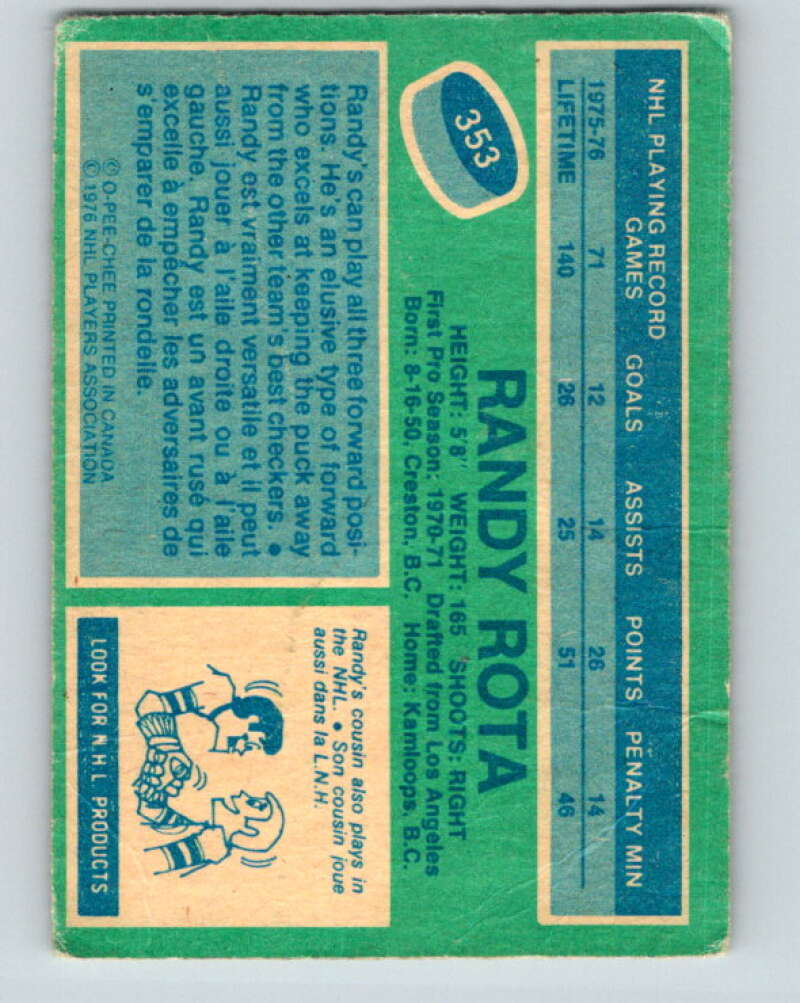 NHL PLAYING RECORD
GAMES GOALS ASSISTS POINTS PENALTY MIN
1975-76 71 12 14 26 14
LIFETIME 140 26 25 51 46
353
RANDY ROTA
HEIGHT: 5'8" WEIGHT: 165 SHOOTS: RIGHT
First Pro Season: 1970-71 Drafted from Los Angeles
Born: 8-16-50, Creston, B.C. Home: Kamloops, B.C.
Randy's can play all three forward posi-
tions. He's an elusive type of forward
who excels at keeping the puck away
from the other team's best checkers. •
Randy est vraiment versatile et il peut
aussi jouer à l'aile droite ou à l'aile
gauche. Randy est un avant rusé qui
excelle à empêcher les adversaires de
s'emparer de la rondelle.
© O-PEE-CHEE PRINTED IN CANADA
© 1976 NHL PLAYERS ASSOCIATION
Randy's cousin also plays in
the NHL. • Son cousin joue
aussi dans la L.N.H.
LOOK FOR N.H.L. PRODUCTS